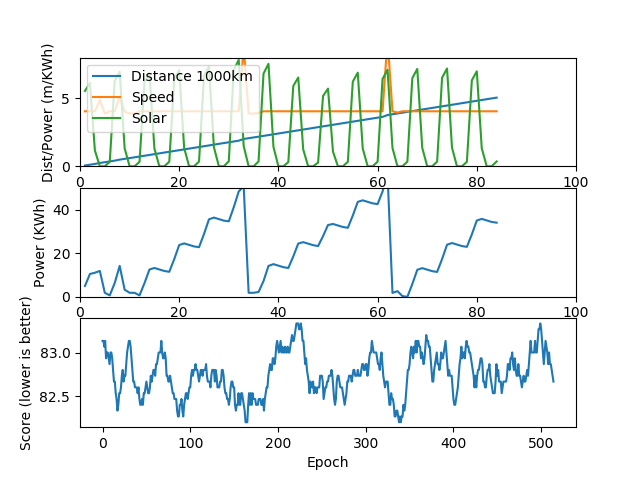 Dist/Power (m/KWh)
5
0
Distance 1000km
Speed
Solar
0 20 40 60 80 100
Power (KWh)
40
20
0
0 20 40 60 80 100
Score (lower is better)
83.0
82.5
0 100 200 300 400 500
Epoch